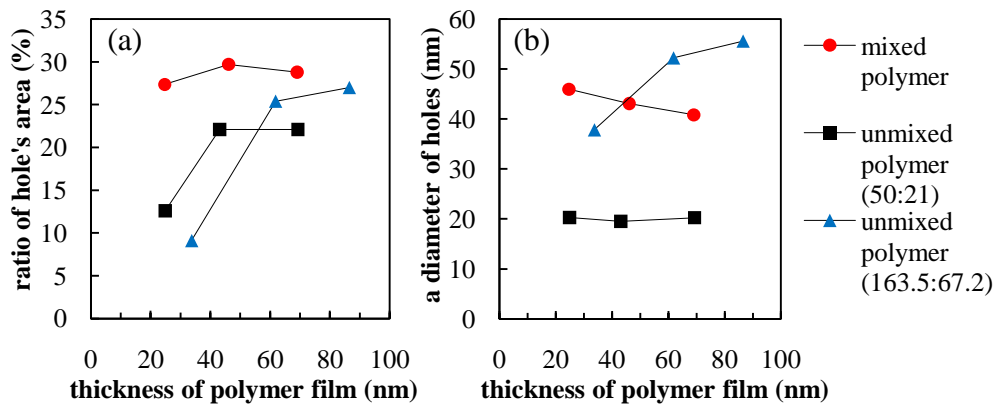 (a)
ratio of hole's area (%)
35
30
25
20
15
10
5
0
0 20 40 60 80 100
thickness of polymer film (nm)
(b)
a diameter of holes (nm)
60
50
40
30
20
10
0
0 20 40 60 80 100
thickness of polymer film (nm)
mixed
polymer
unmixed
polymer
(50:21)
unmixed
polymer
(163.5:67.2)